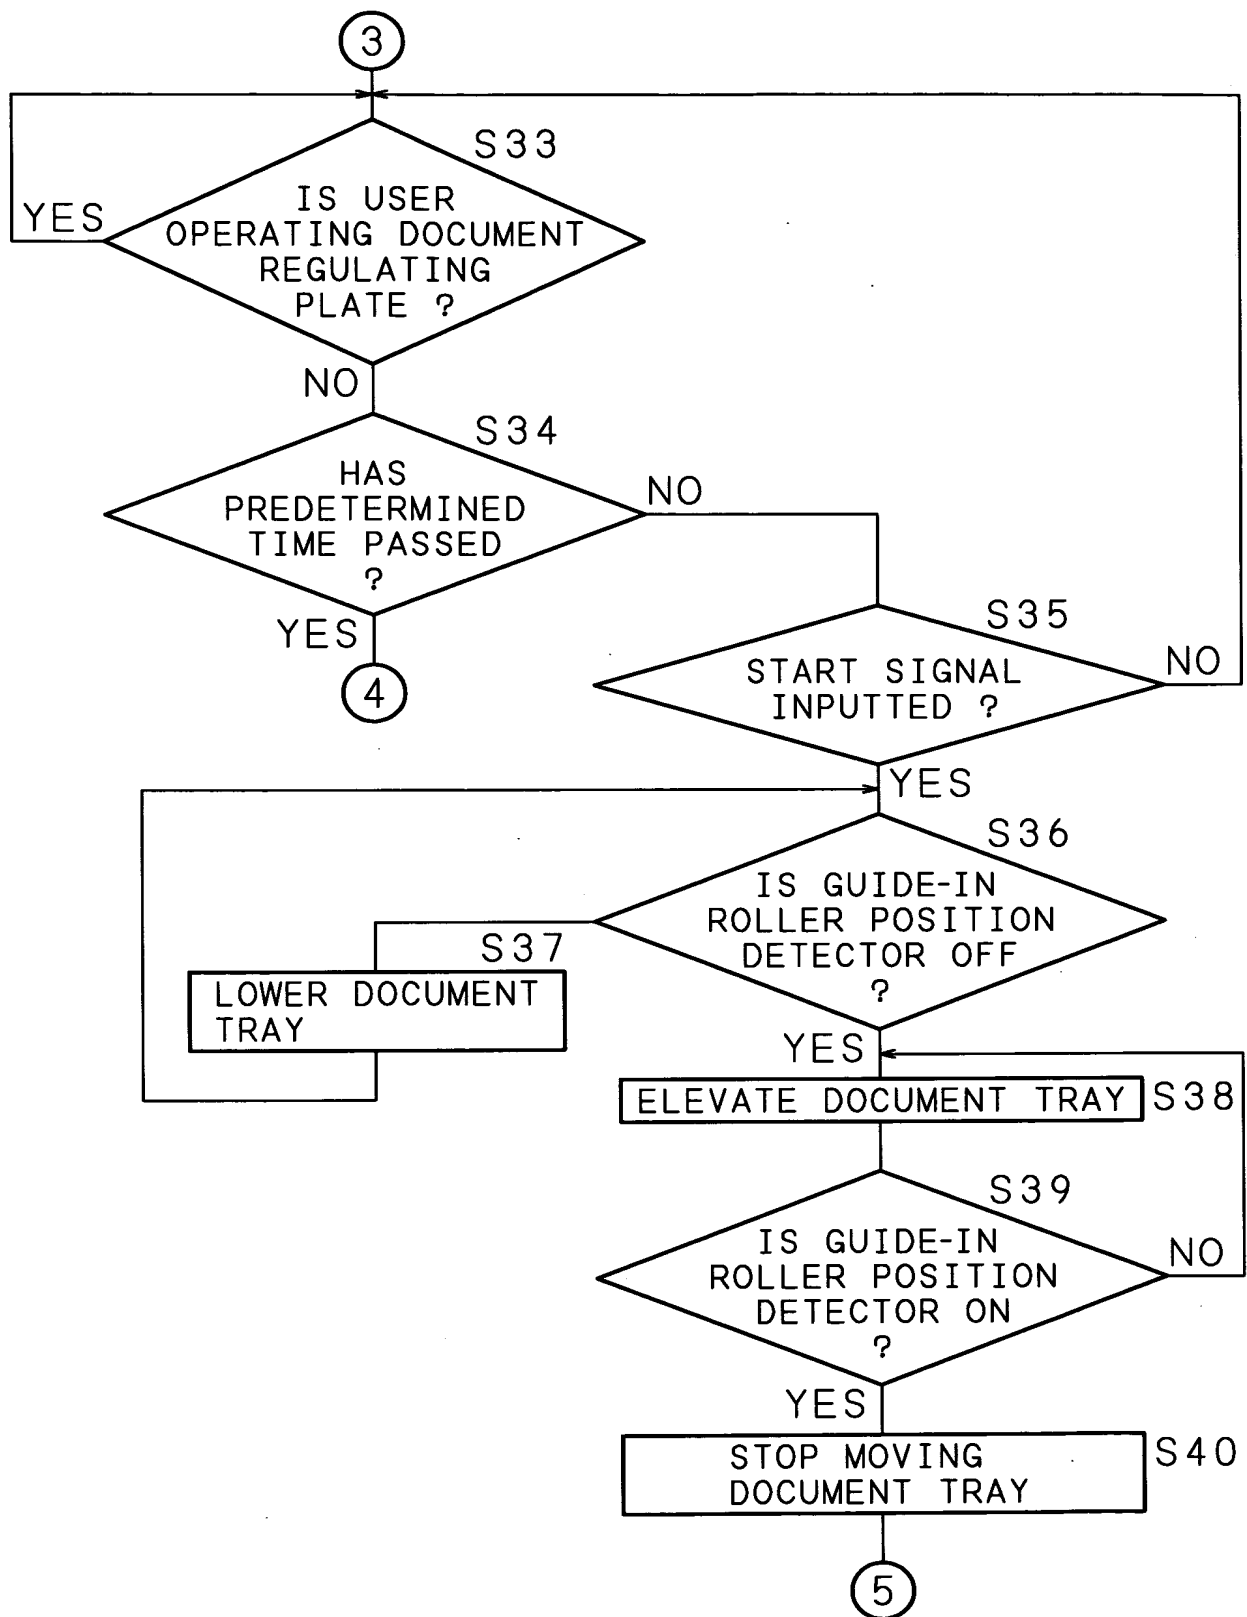 3
S33
YES
IS USER
OPERATING DOCUMENT
REGULATING
PLATE ?
NO
S34
HAS
PREDETERMINED
TIME PASSED
?
NO
YES
4
S35
START SIGNAL
INPUTTED ?
NO
YES
S36
IS GUIDE-IN
ROLLER POSITION
DETECTOR OFF
?
S37
LOWER DOCUMENT
TRAY
YES
ELEVATE DOCUMENT TRAY
S38
S39
IS GUIDE-IN
ROLLER POSITION
DETECTOR ON
?
NO
YES
STOP MOVING
DOCUMENT TRAY
S40
5